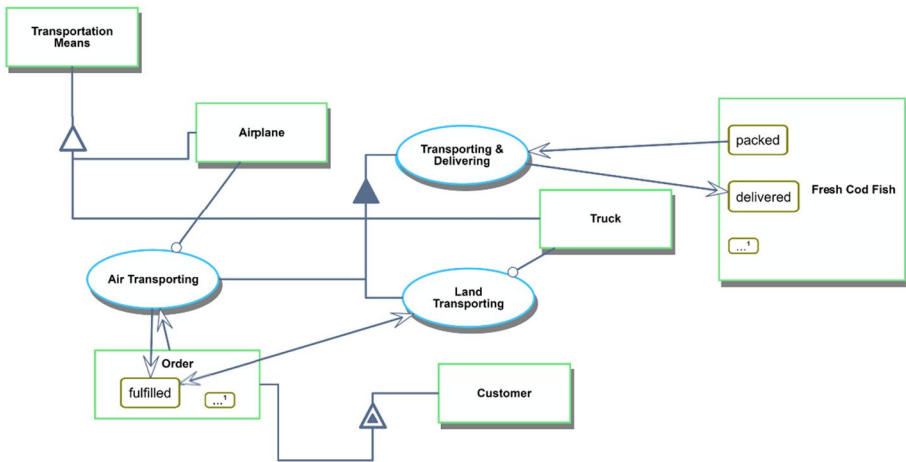 Transportation
Means
Airplane
Transporting &
Delivering
packed
delivered
Fresh Cod Fish
...¹
Truck
Air Transporting
Land
Transporting
Order
fulfilled
...¹
Customer